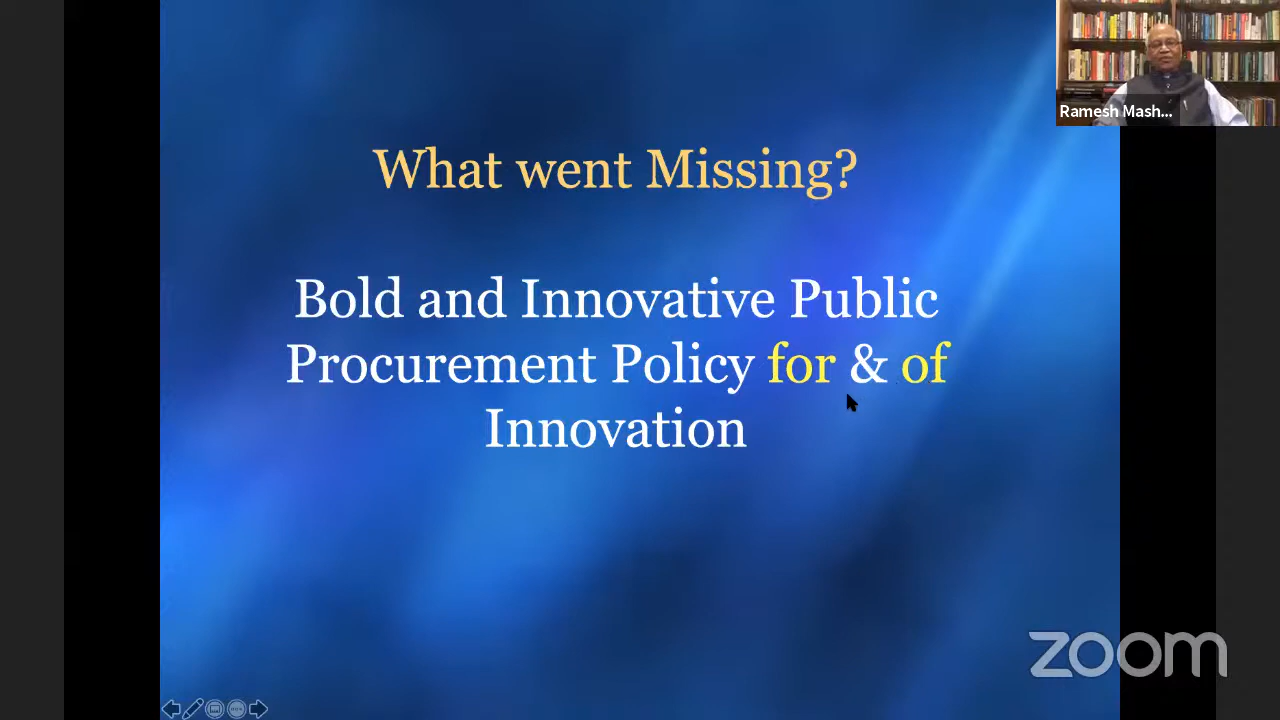 Ramesh Mash...
What went Missing?
Bold and Innovative Public
Procurement Policy for & of
Innovation
zoom